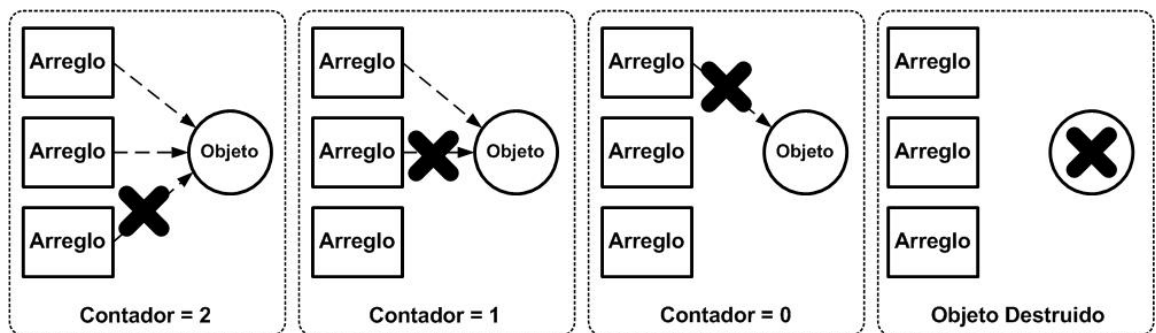 Arreglo
Arreglo
Objeto
Arreglo
Contador = 2
Arreglo
Arreglo
Objeto
Arreglo
Contador = 1
Arreglo
Arreglo
Objeto
Arreglo
Contador = 0
Arreglo
Arreglo
Arreglo
Objeto Destruido